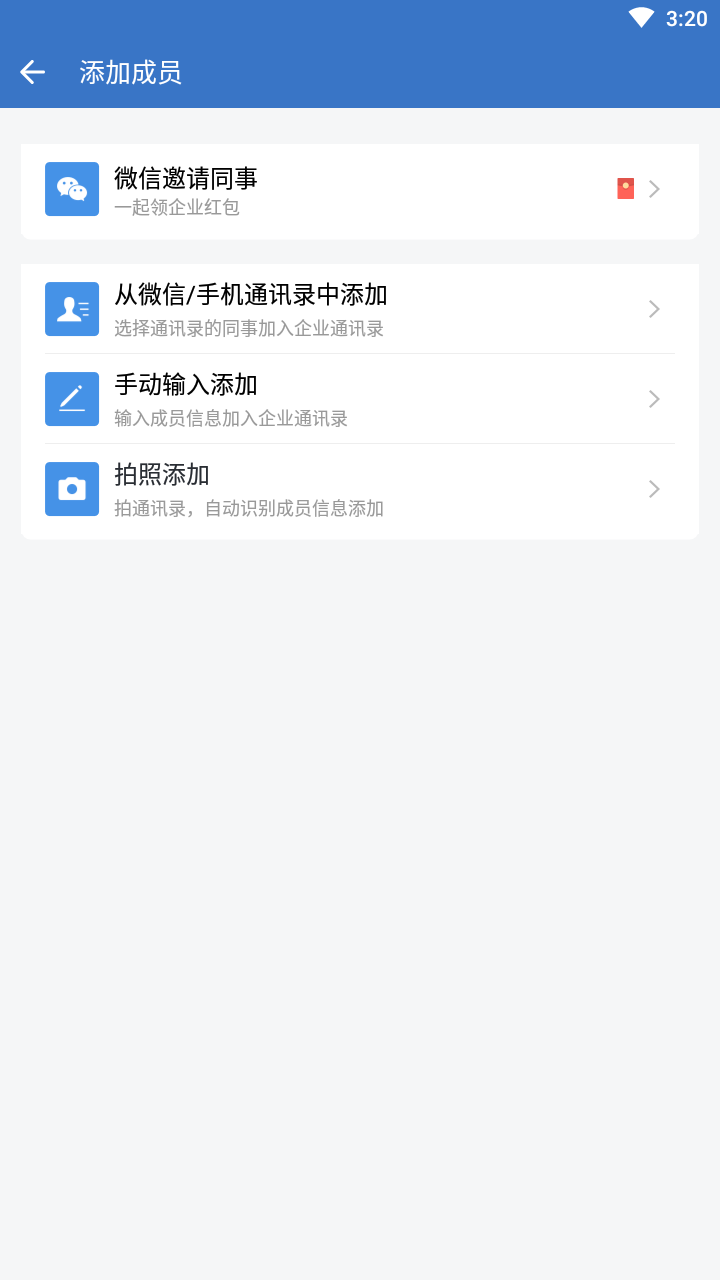 3:20
添加成员
微信邀请同事
一起领企业红包
从微信/手机通讯录中添加
选择通讯录的同事加入企业通讯录
手动输入添加
输入成员信息加入企业通讯录
拍照添加
拍通讯录，自动识别成员信息添加